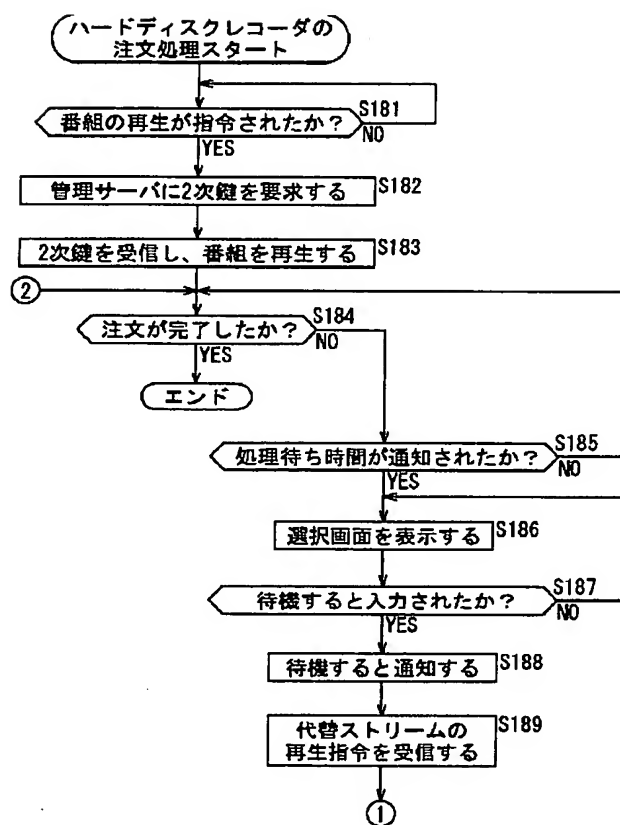 ハードディスクレコーダの
注文処理スタート
番組の再生が指令されたか？
S181
NO
YES
管理サーバに2次鍵を要求する
S182
2次鍵を受信し、番組を再生する
S183
②
注文が完了したか？
S184
NO
YES
エンド
処理待ち時間が通知されたか？
S185
NO
YES
選択画面を表示する
S186
待機すると入力されたか？
S187
NO
YES
待機すると通知する
S188
代替ストリームの
再生指令を受信する
S189
①